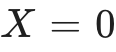 X = 0